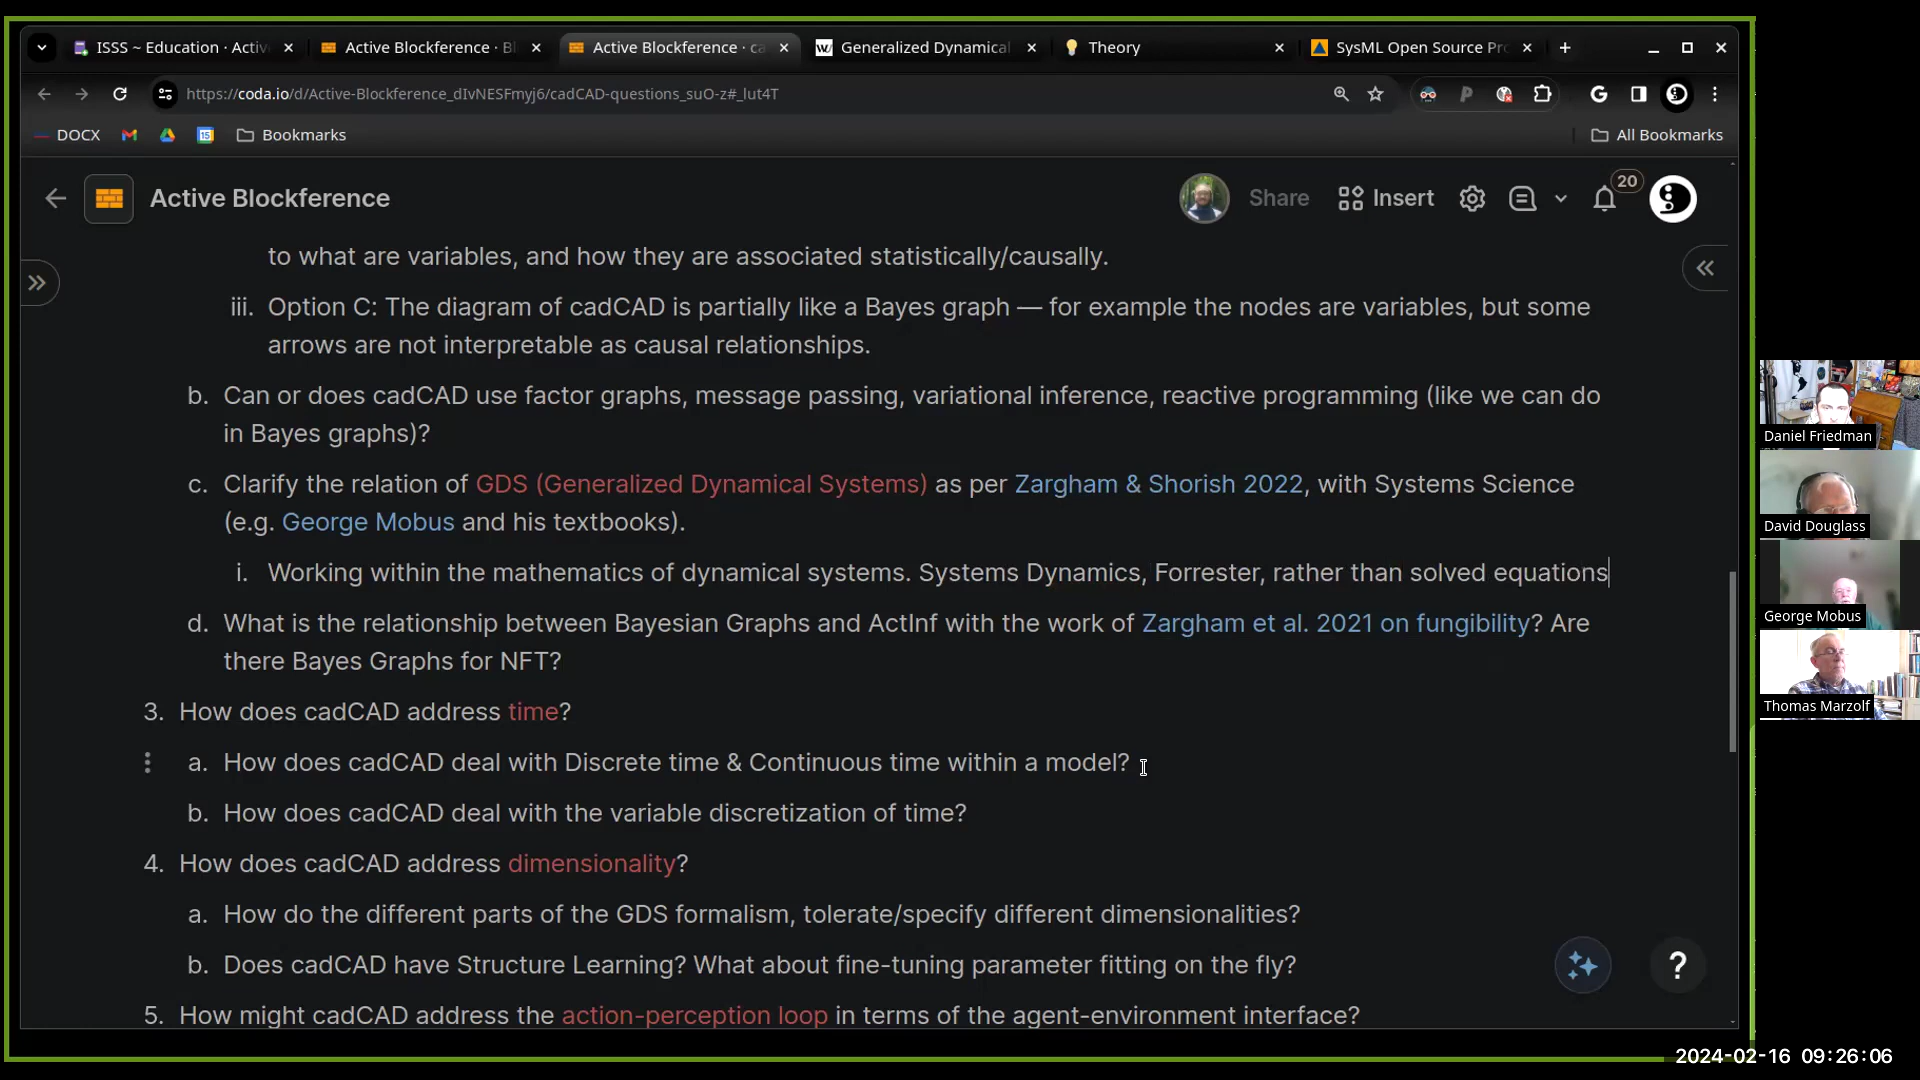 ISSS ~ Education · Activ
Active Blockference · Bl
Active Blockference · ca
Generalized Dynamical
Theory
SysML Open Source Pro
https://coda.io/d/Active-Blockference_dIvNESFmyj6/cadCAD-questions_suO-z#_lut4T
DOCX
Bookmarks
All Bookmarks
Active Blockference
Share
Insert
20
to what are variables, and how they are associated statistically/causally.
iii. Option C: The diagram of cadCAD is partially like a Bayes graph — for example the nodes are variables, but some
arrows are not interpretable as causal relationships.
b. Can or does cadCAD use factor graphs, message passing, variational inference, reactive programming (like we can do
in Bayes graphs)?
c. Clarify the relation of GDS (Generalized Dynamical Systems) as per Zargham & Shorish 2022, with Systems Science
(e.g. George Mobus and his textbooks).
i. Working within the mathematics of dynamical systems. Systems Dynamics, Forrester, rather than solved equations
d. What is the relationship between Bayesian Graphs and ActInf with the work of Zargham et al. 2021 on fungibility? Are
there Bayes Graphs for NFT?
3. How does cadCAD address time?
a. How does cadCAD deal with Discrete time & Continuous time within a model?
b. How does cadCAD deal with the variable discretization of time?
4. How does cadCAD address dimensionality?
a. How do the different parts of the GDS formalism, tolerate/specify different dimensionalities?
b. Does cadCAD have Structure Learning? What about fine-tuning parameter fitting on the fly?
5. How might cadCAD address the action-perception loop in terms of the agent-environment interface?
Daniel Friedman
David Douglass
George Mobus
Thomas Marzolf
2024-02-16 09:26:06